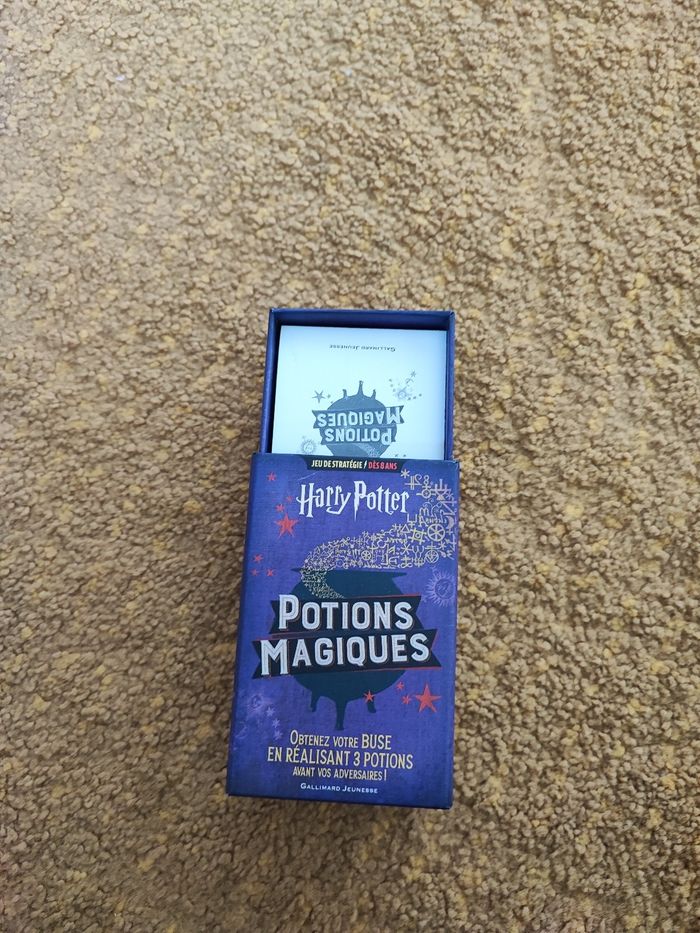 GALLIMARD JEUNESSE
POTIONS
MAGIQUES
JEU DE STRATÉGIE / DÈS 8 ANS
Harry Potter
POTIONS
MAGIQUES
OBTENEZ VOTRE BUSE
EN RÉALISANT 3 POTIONS
AVANT VOS ADVERSAIRES !
GALLIMARD JEUNESSE